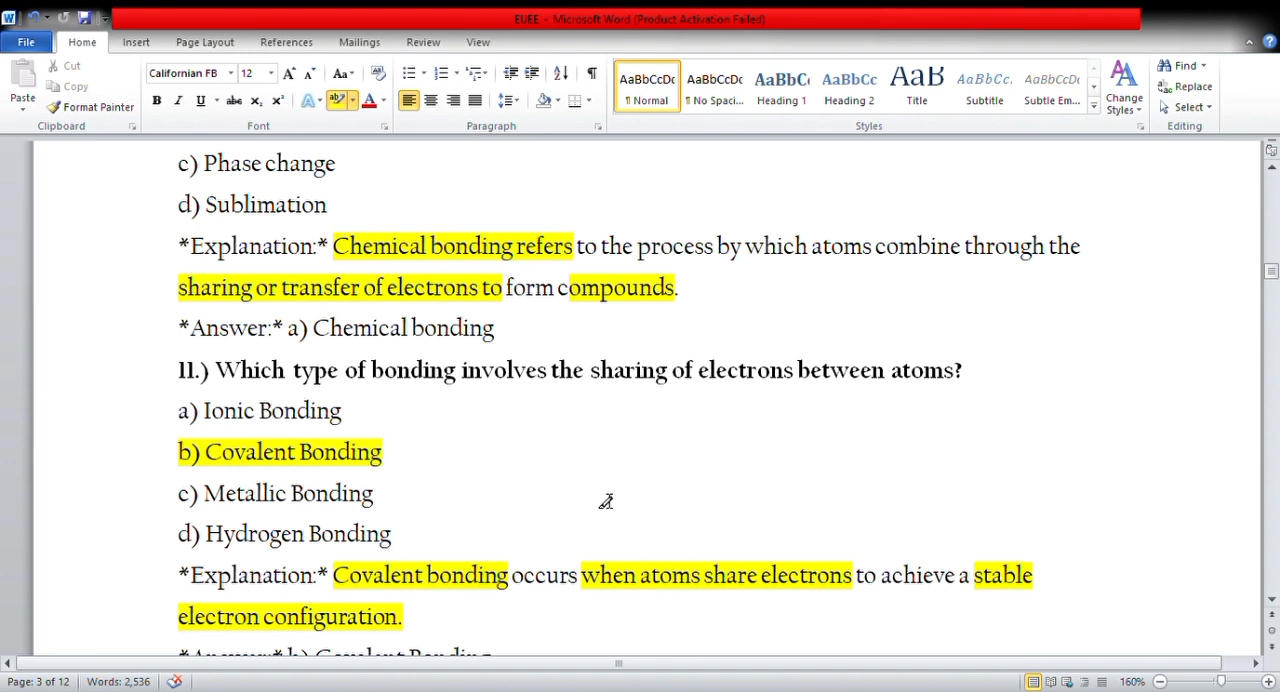 EUEE - Microsoft Word (Product Activation Failed)
File Home Insert Page Layout References Mailings Review View
Paste
Cut
Copy
Format Painter
Clipboard
Californian FB 12
Font
Paragraph
AaBbCcDc AaBbCcDc AaBbCc AaBbCc AaB AaBbCcl AaBbCcDc
¶ Normal ¶ No Spaci... Heading 1 Heading 2 Title Subtitle Subtle Em...
Change Styles
Styles
Find
Replace
Select
Editing
c) Phase change
d) Sublimation
*Explanation:* Chemical bonding refers to the process by which atoms combine through the
sharing or transfer of electrons to form compounds.
*Answer:* a) Chemical bonding
11.) Which type of bonding involves the sharing of electrons between atoms?
a) Ionic Bonding
b) Covalent Bonding
c) Metallic Bonding
d) Hydrogen Bonding
*Explanation:* Covalent bonding occurs when atoms share electrons to achieve a stable
electron configuration.
*Answer:* b) Covalent Bonding
Page: 3 of 12 Words: 2,536 160%